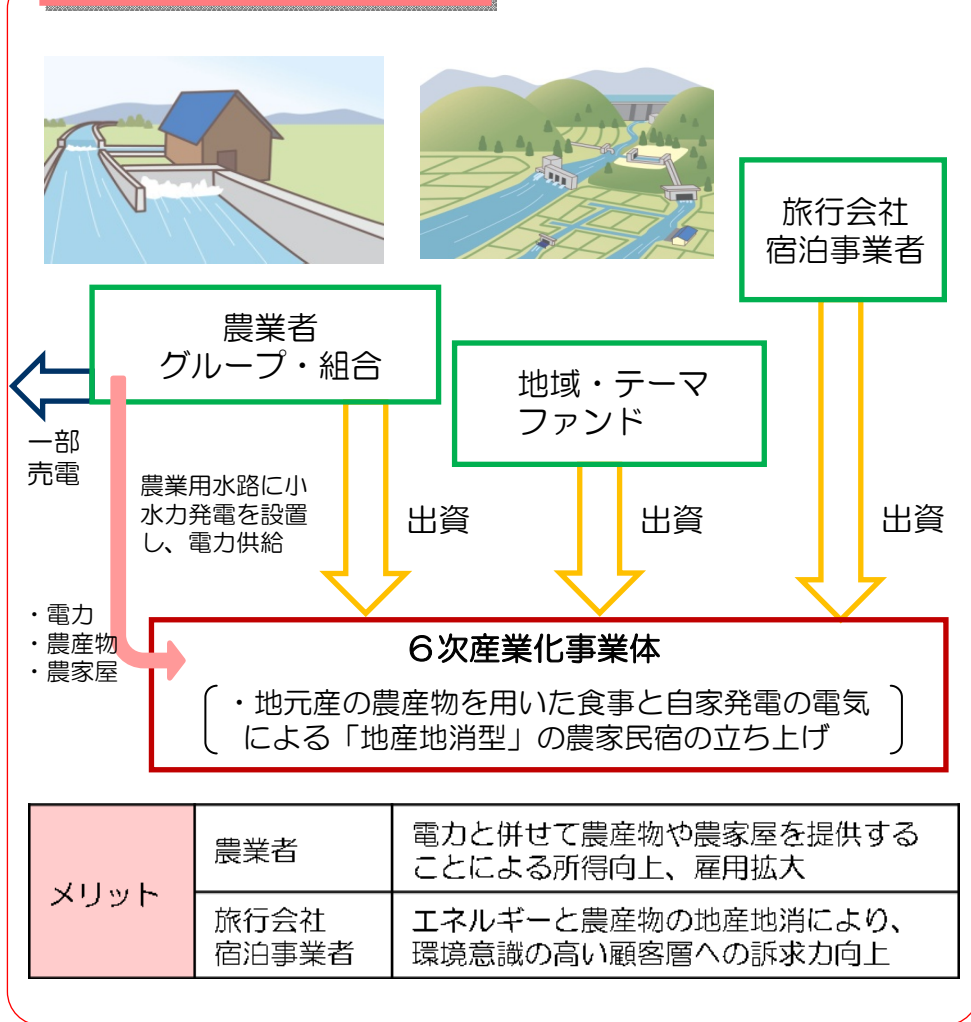 旅行会社
宿泊事業者
農業者
グループ・組合
地域・テーマ
ファンド
一部
売電
農業用水路に小
水力発電を設置
し、電力供給
出資
出資
出資
・電力
・農産物
・農家屋
６次産業化事業体
・地元産の農産物を用いた食事と自家発電の電気
による「地産地消型」の農家民宿の立ち上げ
メリット
農業者
電力と併せて農産物や農家屋を提供する
ことによる所得向上、雇用拡大
旅行会社
宿泊事業者
エネルギーと農産物の地産地消により、
環境意識の高い顧客層への訴求力向上